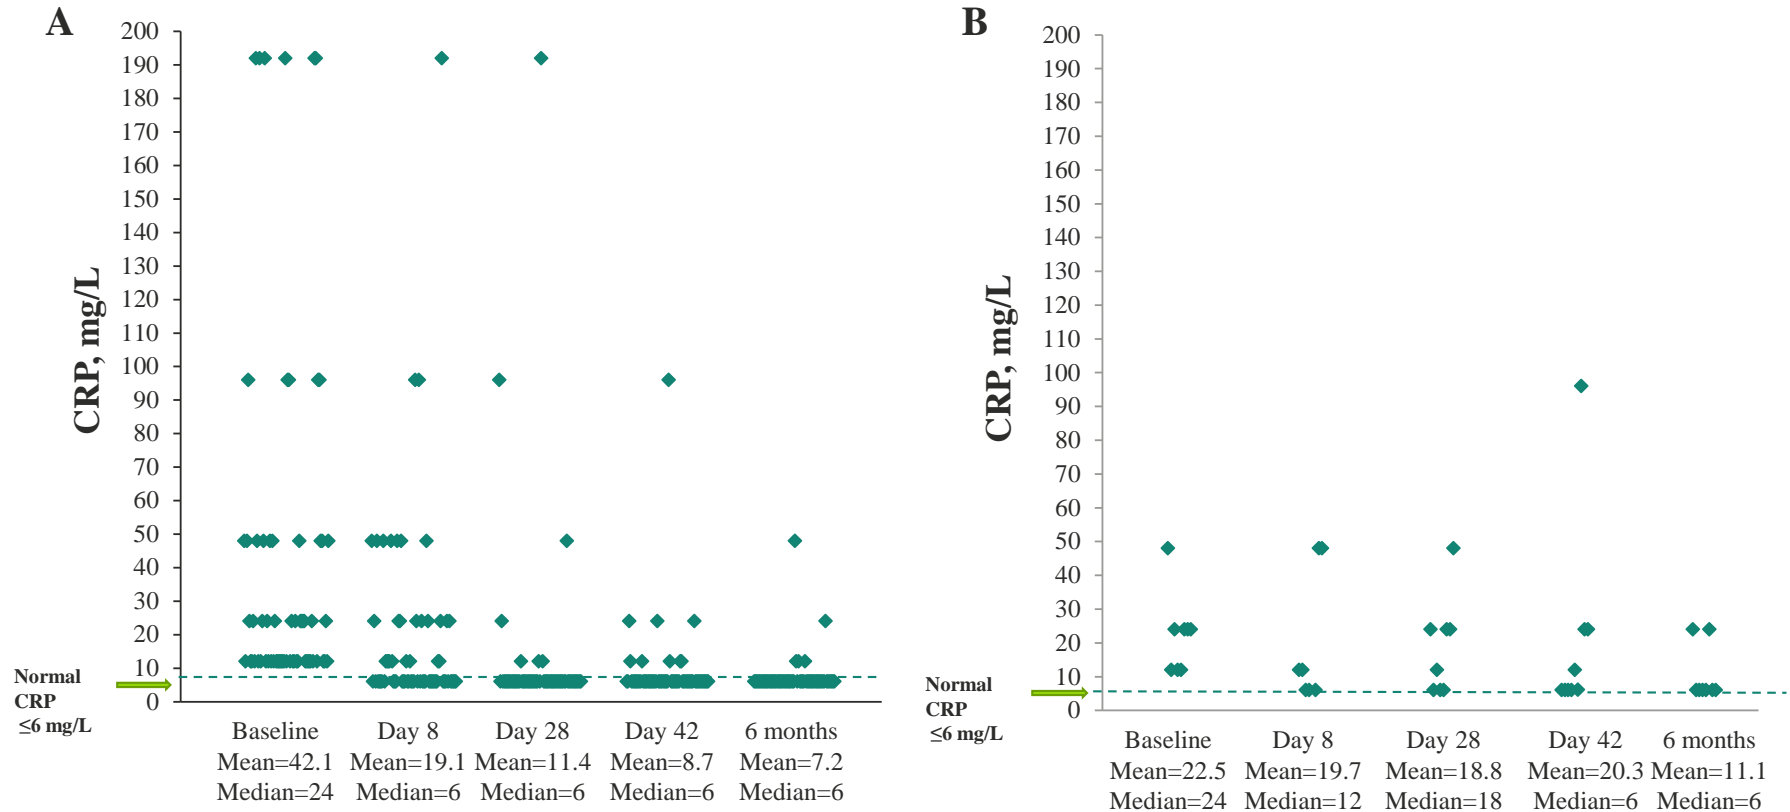 A
CRP, mg/L
200
190
180
170
160
150
140
130
120
110
100
90
80
70
60
50
40
30
20
10
0
Normal
CRP
≤6 mg/L
Baseline Day 8 Day 28 Day 42 6 months
Mean=42.1 Mean=19.1 Mean=11.4 Mean=8.7 Mean=7.2
Median=24 Median=6 Median=6 Median=6 Median=6
B
CRP, mg/L
200
190
180
170
160
150
140
130
120
110
100
90
80
70
60
50
40
30
20
10
0
Normal
CRP
≤6 mg/L
Baseline Day 8 Day 28 Day 42 6 months
Mean=22.5 Mean=19.7 Mean=18.8 Mean=20.3 Mean=11.1
Median=24 Median=12 Median=18 Median=6 Median=6